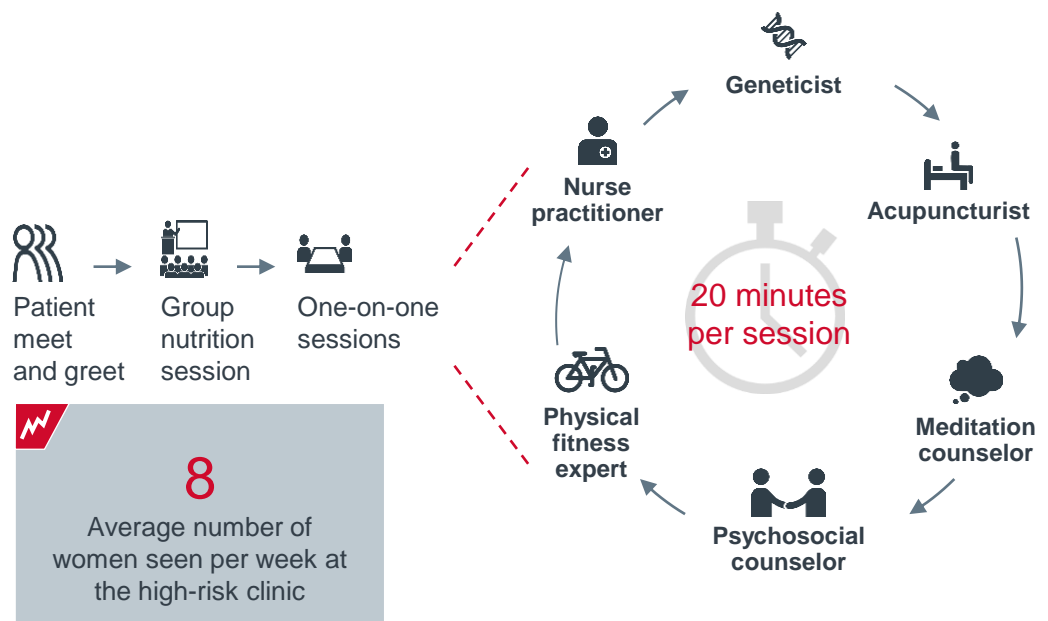 Patient
meet
and greet
Group
nutrition
session
One-on-one
sessions
8
Average number of
women seen per week at
the high-risk clinic
Geneticist
Acupuncturist
Meditation
counselor
Psychosocial
counselor
Physical
fitness
expert
Nurse
practitioner
20 minutes
per session